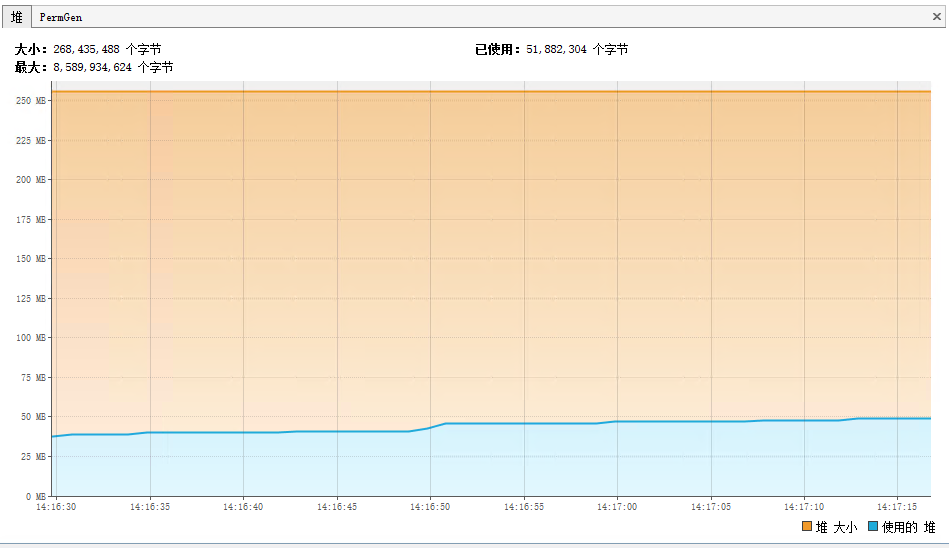 堆 PermGen
大小: 268,435,488 个字节 已使用: 51,882,304 个字节
最大: 8,589,934,624 个字节
250 MB
225 MB
200 MB
175 MB
150 MB
125 MB
100 MB
75 MB
50 MB
25 MB
0 MB
14:16:30 14:16:35 14:16:40 14:16:45 14:16:50 14:16:55 14:17:00 14:17:05 14:17:10 14:17:15
堆 大小 使用的 堆